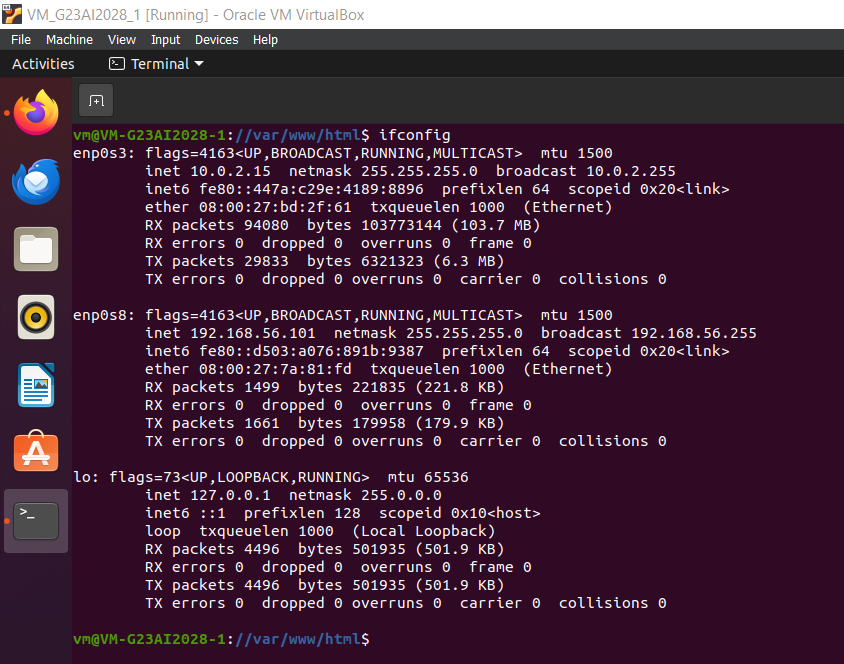 VM_G23AI2028_1 [Running] - Oracle VM VirtualBox
File Machine View Input Devices Help
Activities Terminal
vm@VM-G23AI2028-1://var/www/html$ ifconfig
enp0s3: flags=4163<UP,BROADCAST,RUNNING,MULTICAST>  mtu 1500
        inet 10.0.2.15  netmask 255.255.255.0  broadcast 10.0.2.255
        inet6 fe80::447a:c29e:4189:8896  prefixlen 64  scopeid 0x20<link>
        ether 08:00:27:bd:2f:61  txqueuelen 1000  (Ethernet)
        RX packets 94080  bytes 103773144 (103.7 MB)
        RX errors 0  dropped 0  overruns 0  frame 0
        TX packets 29833  bytes 6321323 (6.3 MB)
        TX errors 0  dropped 0 overruns 0  carrier 0  collisions 0
enp0s8: flags=4163<UP,BROADCAST,RUNNING,MULTICAST>  mtu 1500
        inet 192.168.56.101  netmask 255.255.255.0  broadcast 192.168.56.255
        inet6 fe80::d503:a076:891b:9387  prefixlen 64  scopeid 0x20<link>
        ether 08:00:27:7a:81:fd  txqueuelen 1000  (Ethernet)
        RX packets 1499  bytes 221835 (221.8 KB)
        RX errors 0  dropped 0  overruns 0  frame 0
        TX packets 1661  bytes 179958 (179.9 KB)
        TX errors 0  dropped 0 overruns 0  carrier 0  collisions 0
lo: flags=73<UP,LOOPBACK,RUNNING>  mtu 65536
        inet 127.0.0.1  netmask 255.0.0.0
        inet6 ::1  prefixlen 128  scopeid 0x10<host>
        loop  txqueuelen 1000  (Local Loopback)
        RX packets 4496  bytes 501935 (501.9 KB)
        RX errors 0  dropped 0  overruns 0  frame 0
        TX packets 4496  bytes 501935 (501.9 KB)
        TX errors 0  dropped 0 overruns 0  carrier 0  collisions 0
vm@VM-G23AI2028-1://var/www/html$